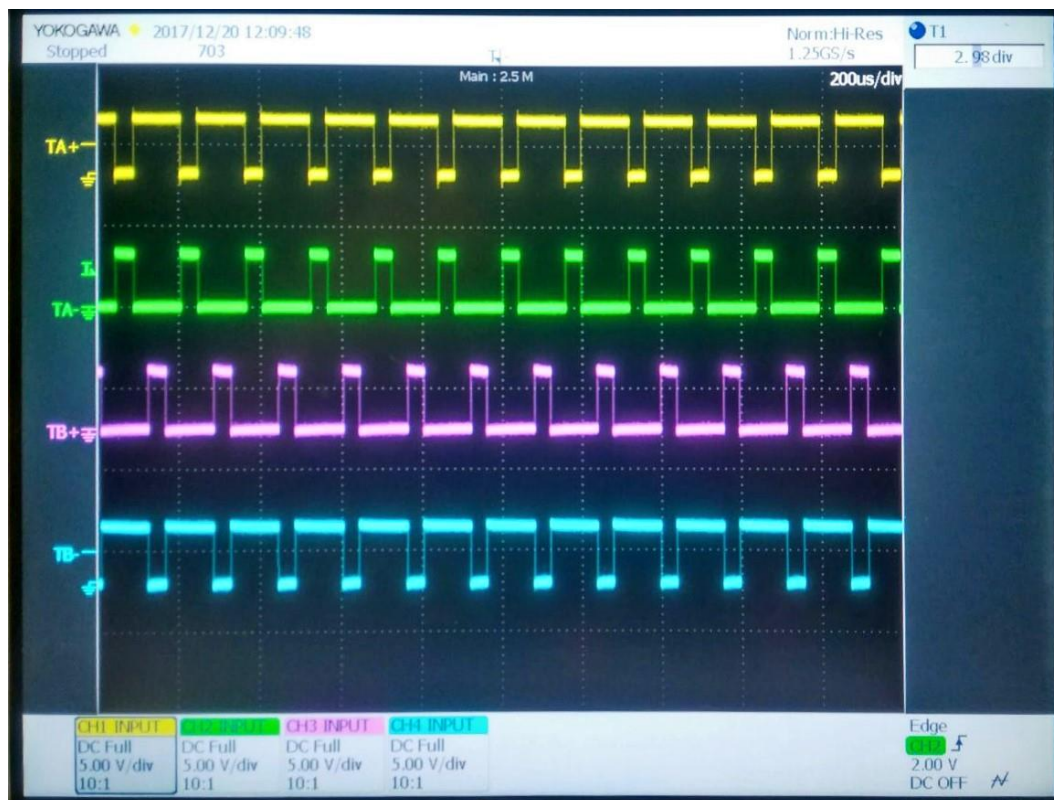 YOKOGAWA 2017/12/20 12:09:48
Stopped 703
Norm:Hi-Res
1.25GS/s
T1
2.98div
Main : 2.5 M
200us/div
TA+
TA-
TB+
TB-
CH1 INPUT CH2 INPUT CH3 INPUT CH4 INPUT
DC Full DC Full DC Full DC Full
5.00 V/div 5.00 V/div 5.00 V/div 5.00 V/div
10:1 10:1 10:1 10:1
Edge
CH2
2.00 V
DC OFF